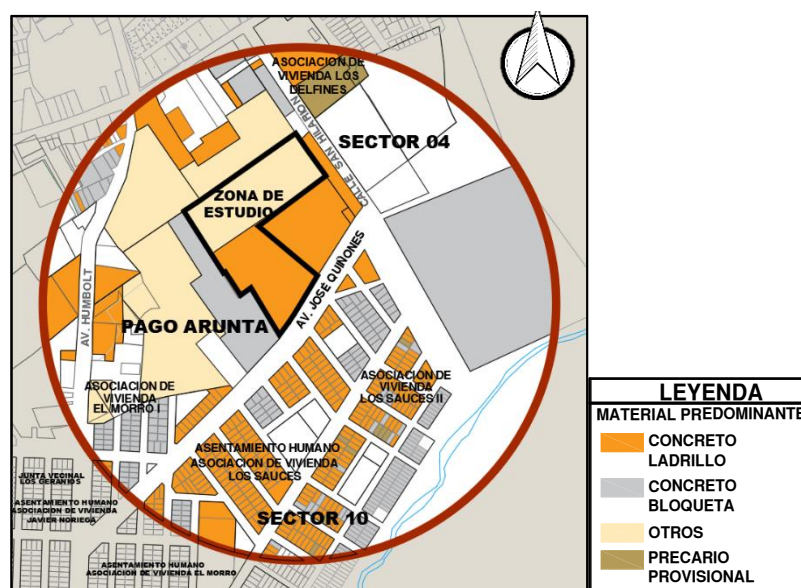 ASOCIACION DE
VIVIENDA LOS
DELFINES
CALLE SAN HILARION
SECTOR 04
ZONA DE
ESTUDIO
AV. JOSÉ QUIÑONES
AV. HUMBOLT
PAGO ARUNTA
ASOCIACION DE
VIVIENDA
EL MORRO I
ASOCIACION DE
VIVIENDA
LOS SAUCES II
ASENTAMIENTO HUMANO
ASOCIACION DE VIVIENDA
LOS SAUCES
JUNTA VECINAL
LOS GERANIOS
ASENTAMIENTO HUMANO
ASOCIACION DE VIVIENDA
JAVIER NORIEGA
SECTOR 10
ASENTAMIENTO HUMANO
ASOCIACION DE VIVIENDA EL MORRO
LEYENDA
MATERIAL PREDOMINANTE
CONCRETO
LADRILLO
CONCRETO
BLOQUETA
OTROS
PRECARIO
PROVISIONAL